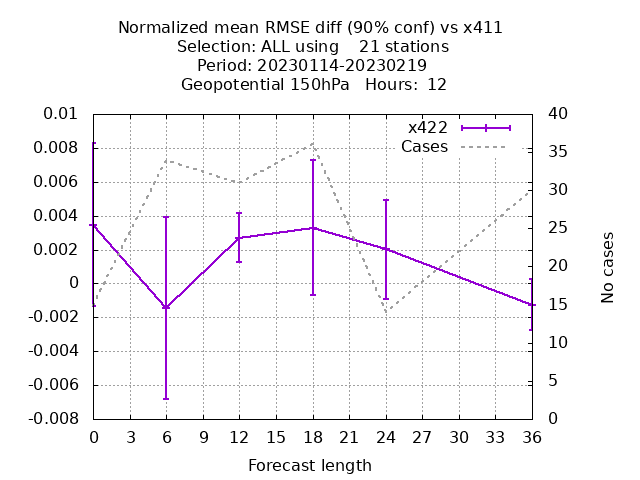 Normalized mean RMSE diff (90% conf) vs x411
Selection: ALL using    21 stations
Period: 20230114-20230219
Geopotential 150hPa   Hours:  12
0.01
0.008
0.006
0.004
0.002
0
-0.002
-0.004
-0.006
-0.008
x422
Cases
40
35
30
25
20
15
10
5
0
No cases
0 3 6 9 12 15 18 21 24 27 30 33 36
Forecast length